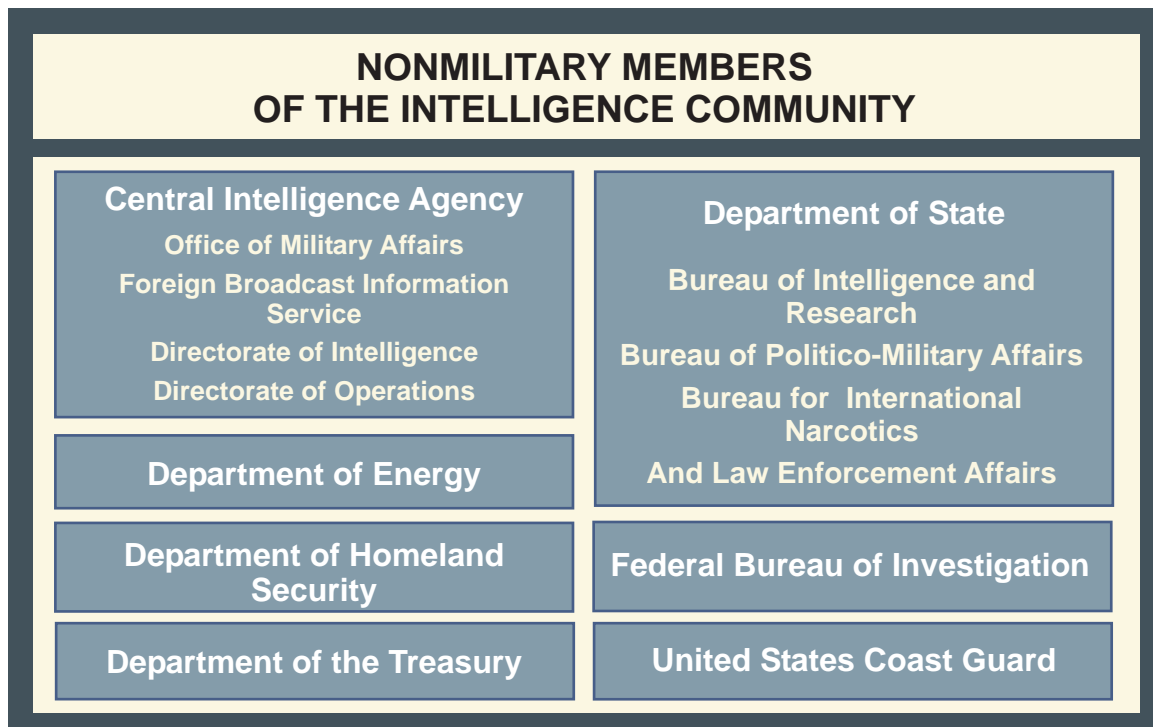 NONMILITARY MEMBERS
OF THE INTELLIGENCE COMMUNITY
Central Intelligence Agency
Office of Military Affairs
Foreign Broadcast Information
Service
Directorate of Intelligence
Directorate of Operations
Department of Energy
Department of Homeland
Security
Department of the Treasury
Department of State
Bureau of Intelligence and
Research
Bureau of Politico-Military Affairs
Bureau for International
Narcotics
And Law Enforcement Affairs
Federal Bureau of Investigation
United States Coast Guard